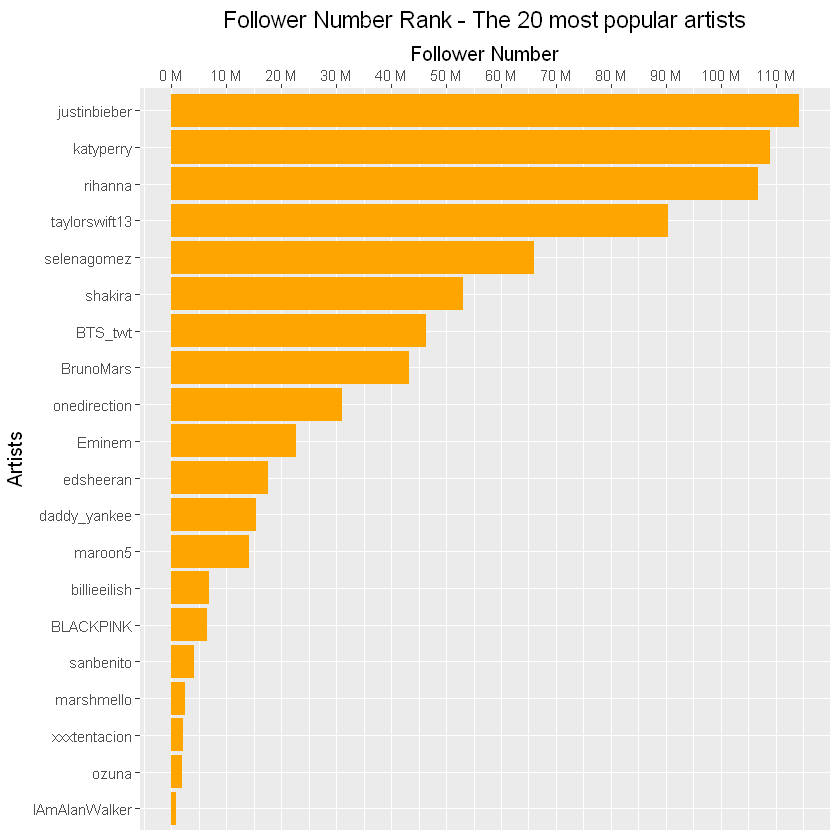 Follower Number Rank - The 20 most popular artists
Follower Number
0 M 10 M 20 M 30 M 40 M 50 M 60 M 70 M 80 M 90 M 100 M 110 M
justinbieber
katyperry
rihanna
taylorswift13
selenagomez
shakira
BTS_twt
BrunoMars
onedirection
Eminem
edsheeran
daddy_yankee
maroon5
billieeilish
BLACKPINK
sanbenito
marshmello
xxxtentacion
ozuna
IAmAlanWalker
Artists